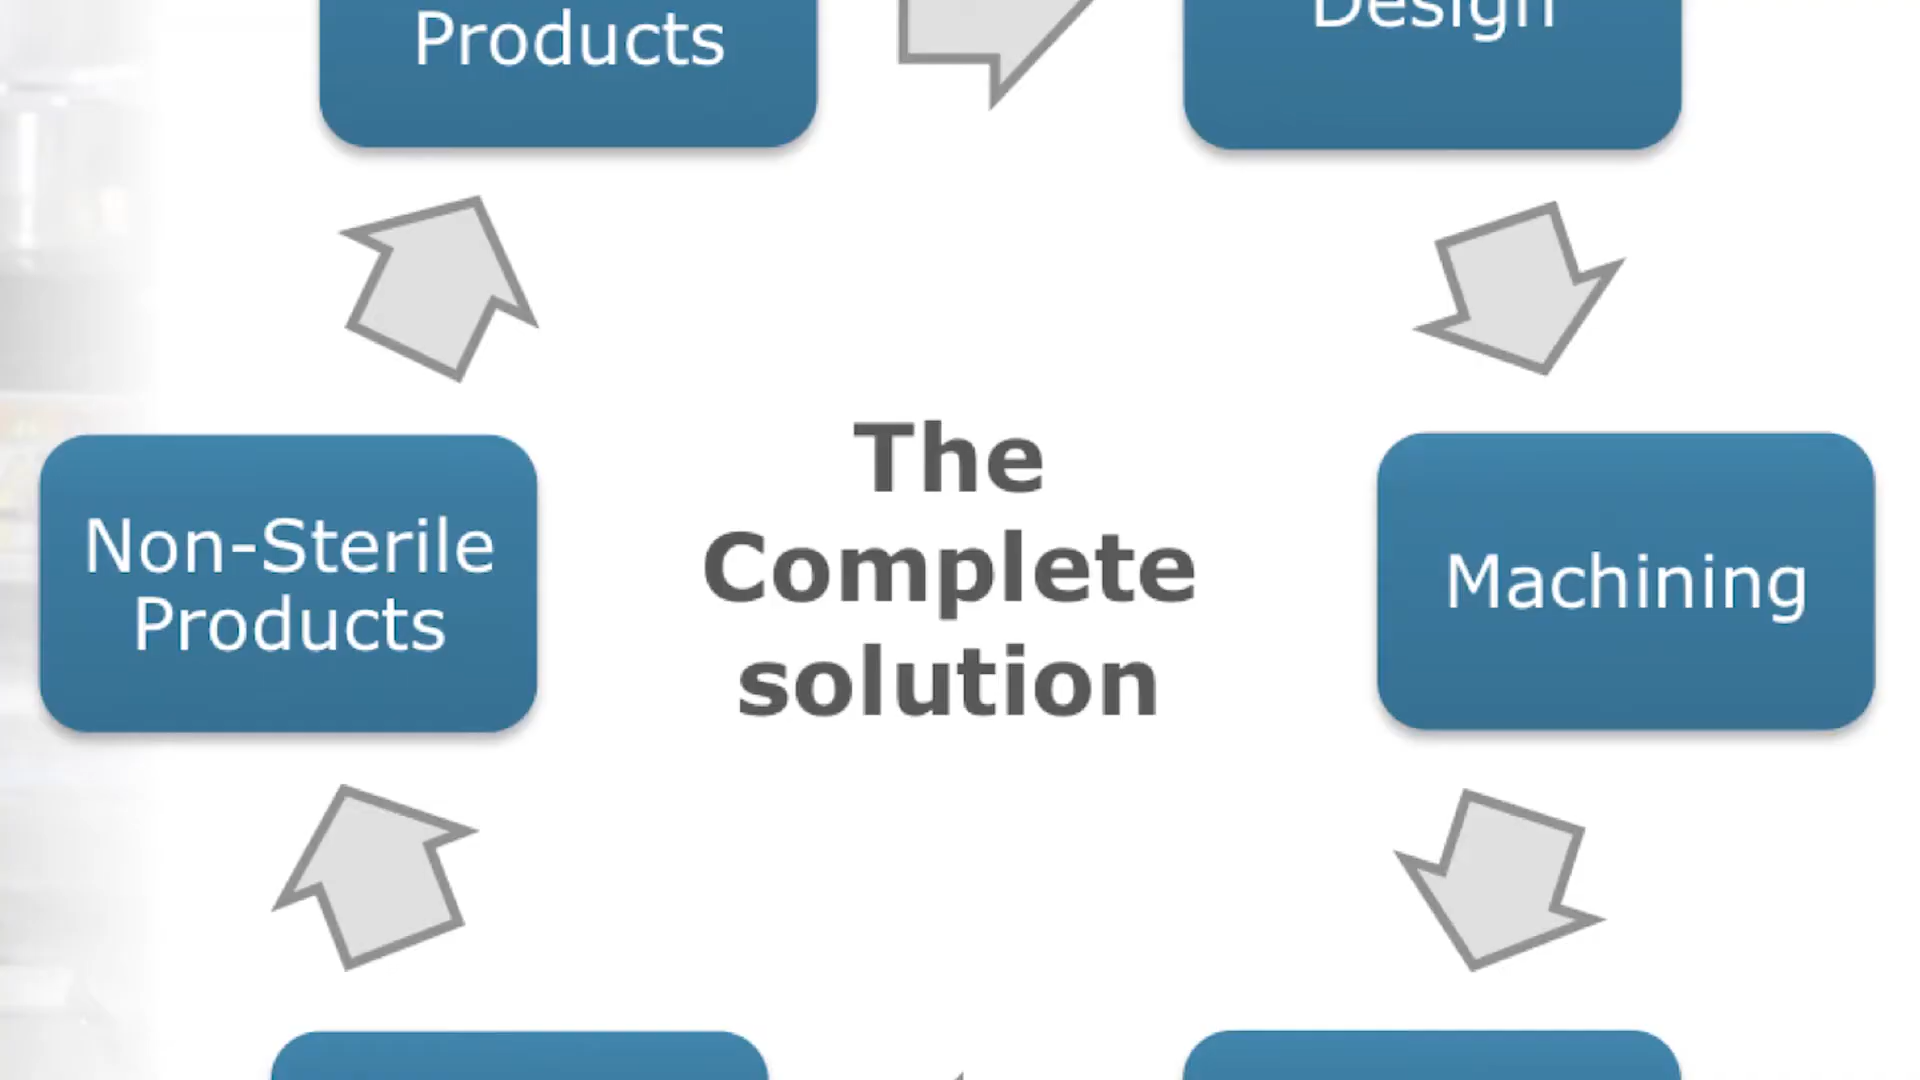 Products
Design
The
Complete
solution
Non-Sterile
Products
Machining